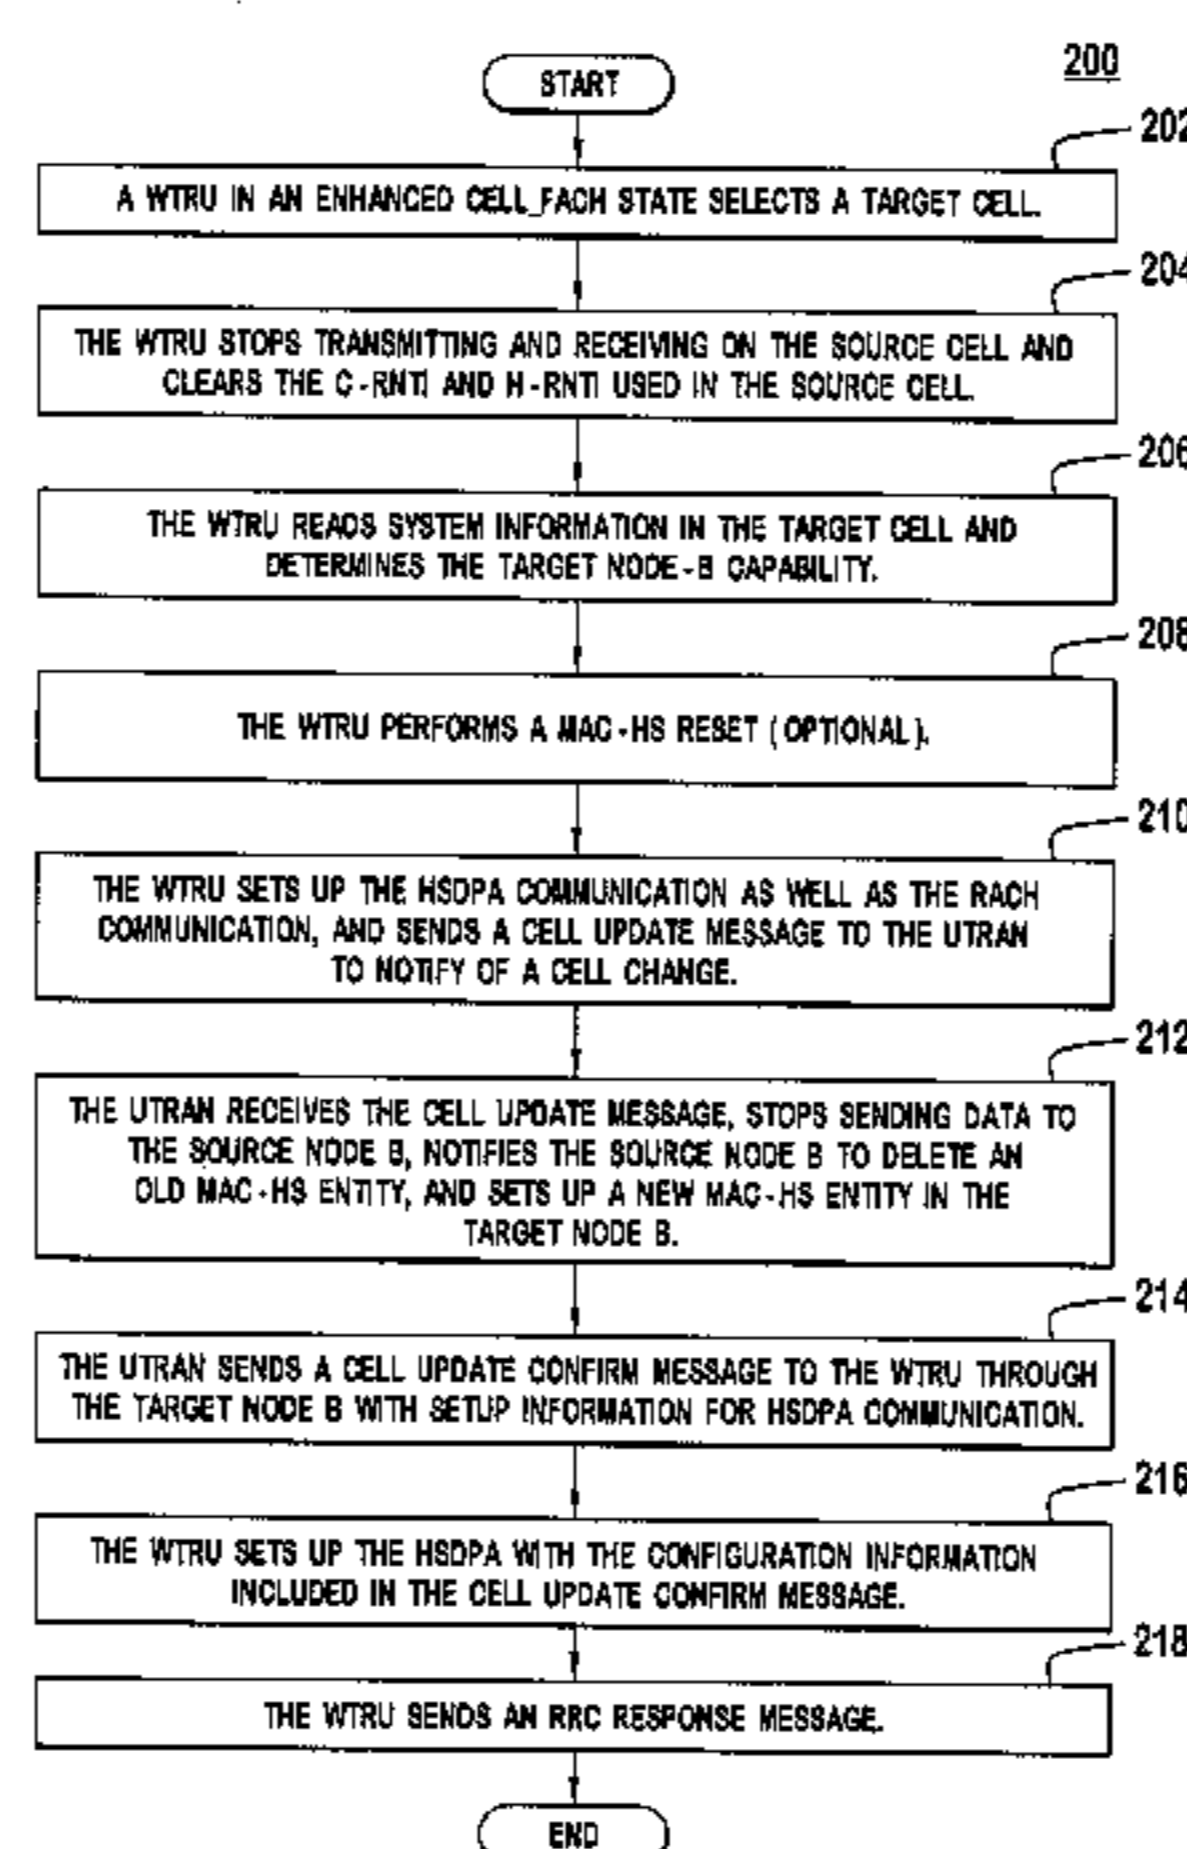 200
START
202
A WTRU IN AN ENHANCED CELL_FACH STATE SELECTS A TARGET CELL.
204
THE WTRU STOPS TRANSMITTING AND RECEIVING ON THE SOURCE CELL AND
CLEARS THE C-RNTI AND H-RNTI USED IN THE SOURCE CELL.
206
THE WTRU READS SYSTEM INFORMATION IN THE TARGET CELL AND
DETERMINES THE TARGET NODE-B CAPABILITY.
208
THE WTRU PERFORMS A MAC-HS RESET (OPTIONAL).
210
THE WTRU SETS UP THE HSDPA COMMUNICATION AS WELL AS THE RACH
COMMUNICATION, AND SENDS A CELL UPDATE MESSAGE TO THE UTRAN
TO NOTIFY OF A CELL CHANGE.
212
THE UTRAN RECEIVES THE CELL UPDATE MESSAGE, STOPS SENDING DATA TO
THE SOURCE NODE B, NOTIFIES THE SOURCE NODE B TO DELETE AN
OLD MAC-HS ENTITY, AND SETS UP A NEW MAC-HS ENTITY IN THE
TARGET NODE B.
214
THE UTRAN SENDS A CELL UPDATE CONFIRM MESSAGE TO THE WTRU THROUGH
THE TARGET NODE B WITH SETUP INFORMATION FOR HSDPA COMMUNICATION.
216
THE WTRU SETS UP THE HSDPA WITH THE CONFIGURATION INFORMATION
INCLUDED IN THE CELL UPDATE CONFIRM MESSAGE.
218
THE WTRU SENDS AN RRC RESPONSE MESSAGE.
END